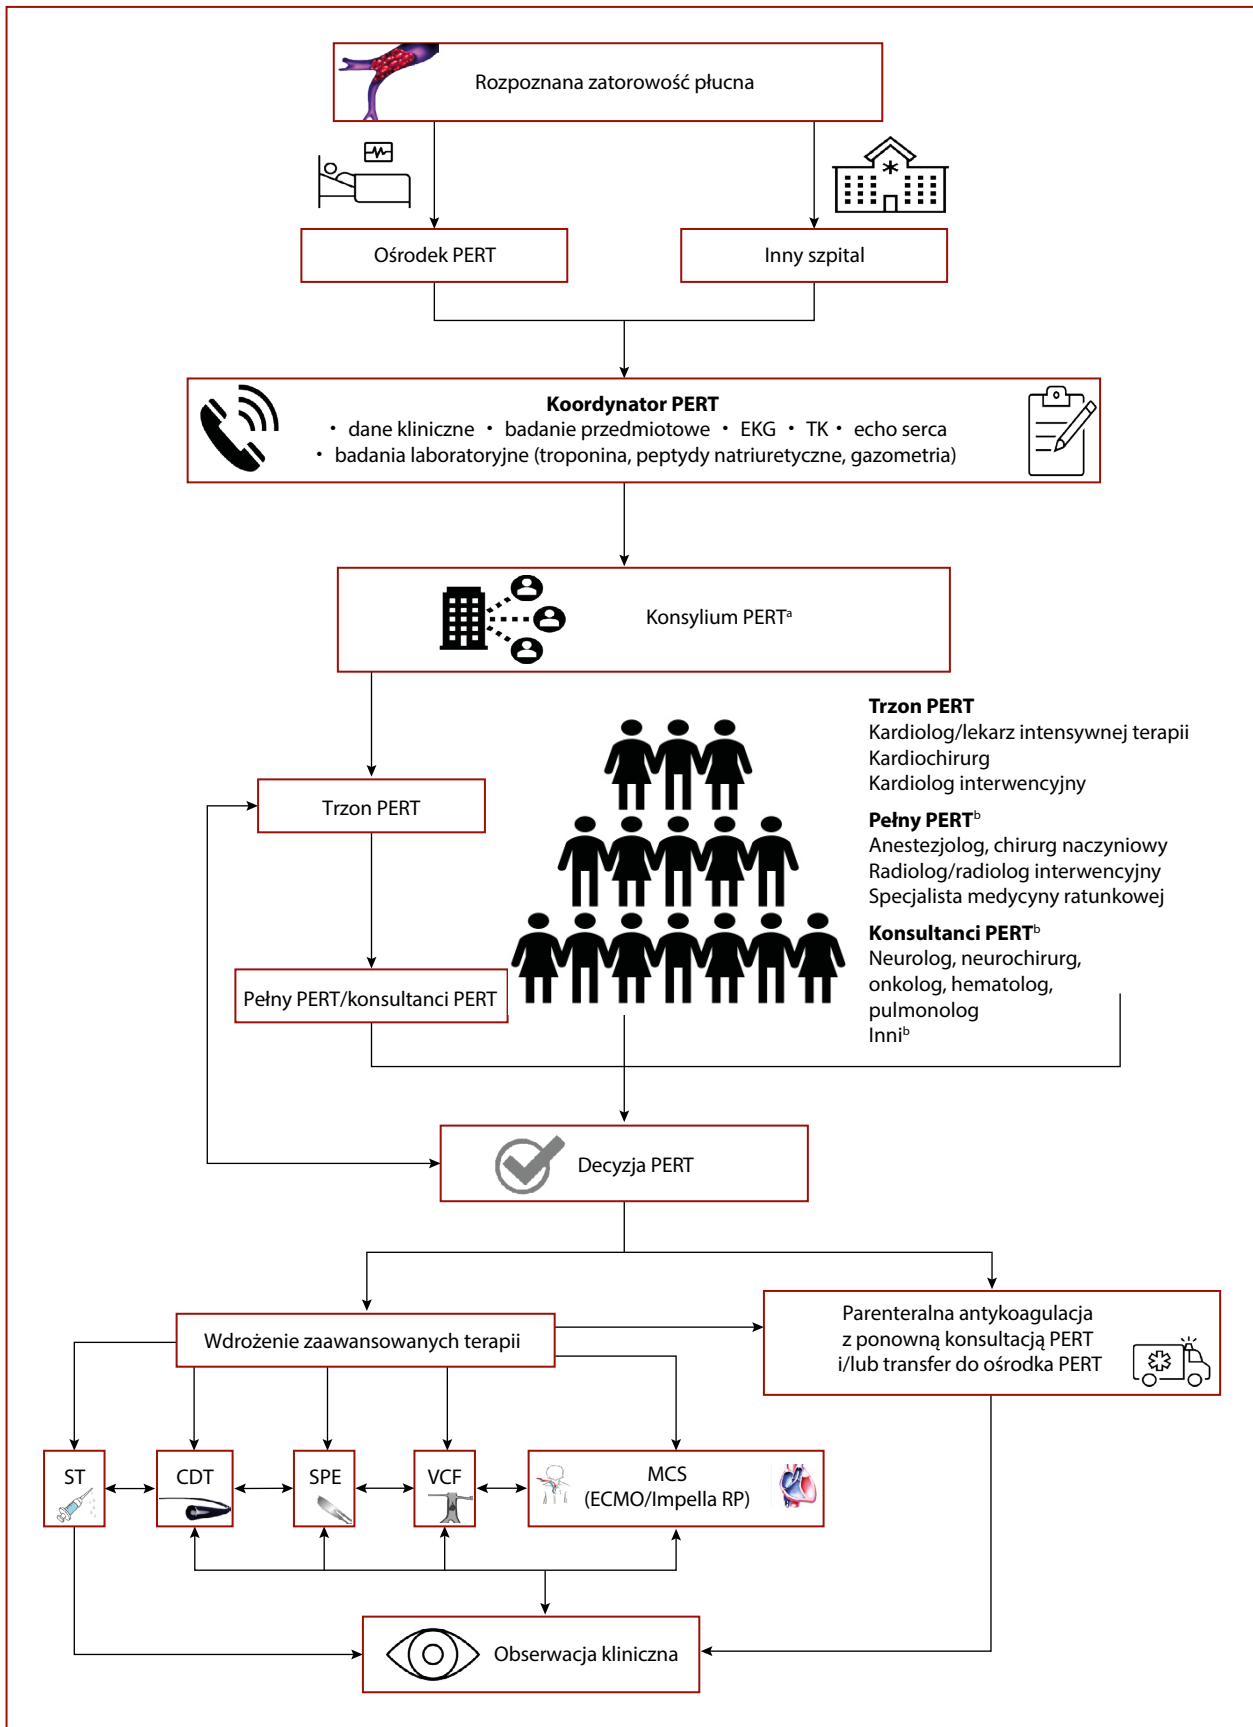 Rozpoznana zatorowość płucna
Ośrodek PERT
Inny szpital
Koordynator PERT
• dane kliniczne • badanie przedmiotowe • EKG • TK • echo serca
• badania laboratoryjne (troponina, peptydy natriuretyczne, gazometria)
Konsylium PERTᵃ
Trzon PERT
Pełny PERT/konsultanci PERT
Trzon PERT
Kardiolog/lekarz intensywnej terapii
Kardiochirurg
Kardiolog interwencyjny
Pełny PERTᵇ
Anestezjolog, chirurg naczyniowy
Radiolog/radiolog interwencyjny
Specjalista medycyny ratunkowej
Konsultanci PERTᵇ
Neurolog, neurochirurg,
onkolog, hematolog,
pulmonolog
Inniᵇ
Decyzja PERT
Wdrożenie zaawansowanych terapii
Parenteralna antykoagulacja
z ponowną konsultacją PERT
i/lub transfer do ośrodka PERT
ST
CDT
SPE
VCF
MCS
(ECMO/Impella RP)
Obserwacja kliniczna